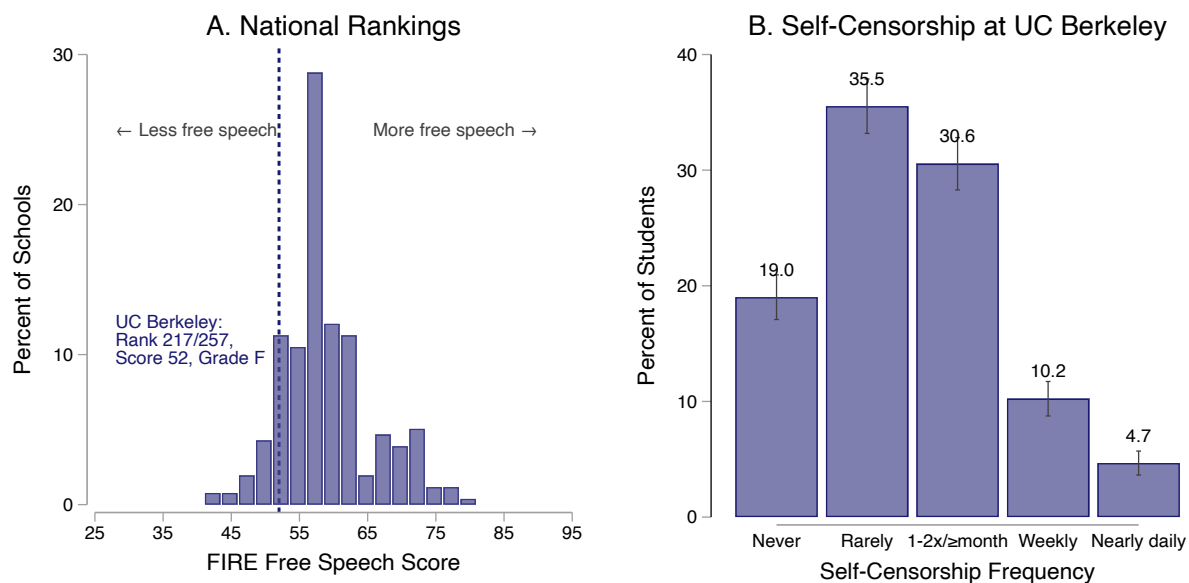 A. National Rankings
30
20
10
0
Percent of Schools
← Less free speech
More free speech →
UC Berkeley:
Rank 217/257,
Score 52, Grade F
25 35 45 55 65 75 85 95
FIRE Free Speech Score
B. Self-Censorship at UC Berkeley
40
30
20
10
0
Percent of Students
19.0
35.5
30.6
10.2
4.7
Never Rarely 1-2x/≥month Weekly Nearly daily
Self-Censorship Frequency